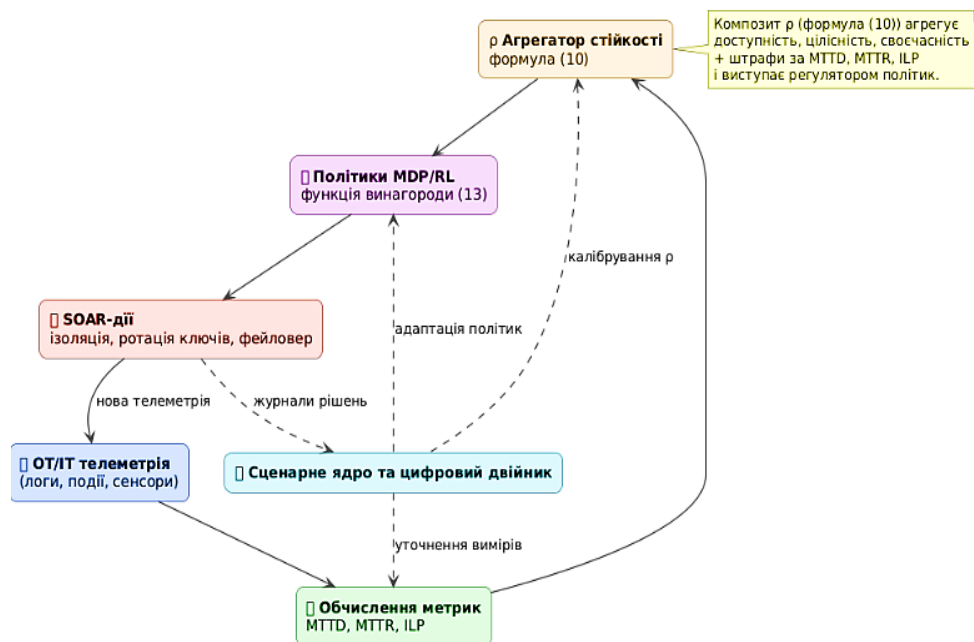 ρ Агрегатор стійкості
формула (10)
Композит ρ (формула (10)) агрегує
доступність, цілісність, своєчасність
+ штрафи за MTTD, MTTR, ILP
і виступає регулятором політик.
Політики MDP/RL
функція винагороди (13)
калібрування ρ
SOAR-дії
ізоляція, ротація ключів, фейловер
адаптація політик
нова телеметрія
журнали рішень
ОТ/ІТ телеметрія
(логи, події, сенсори)
Сценарне ядро та цифровий двійник
уточнення вимірів
Обчислення метрик
MTTD, MTTR, ILP